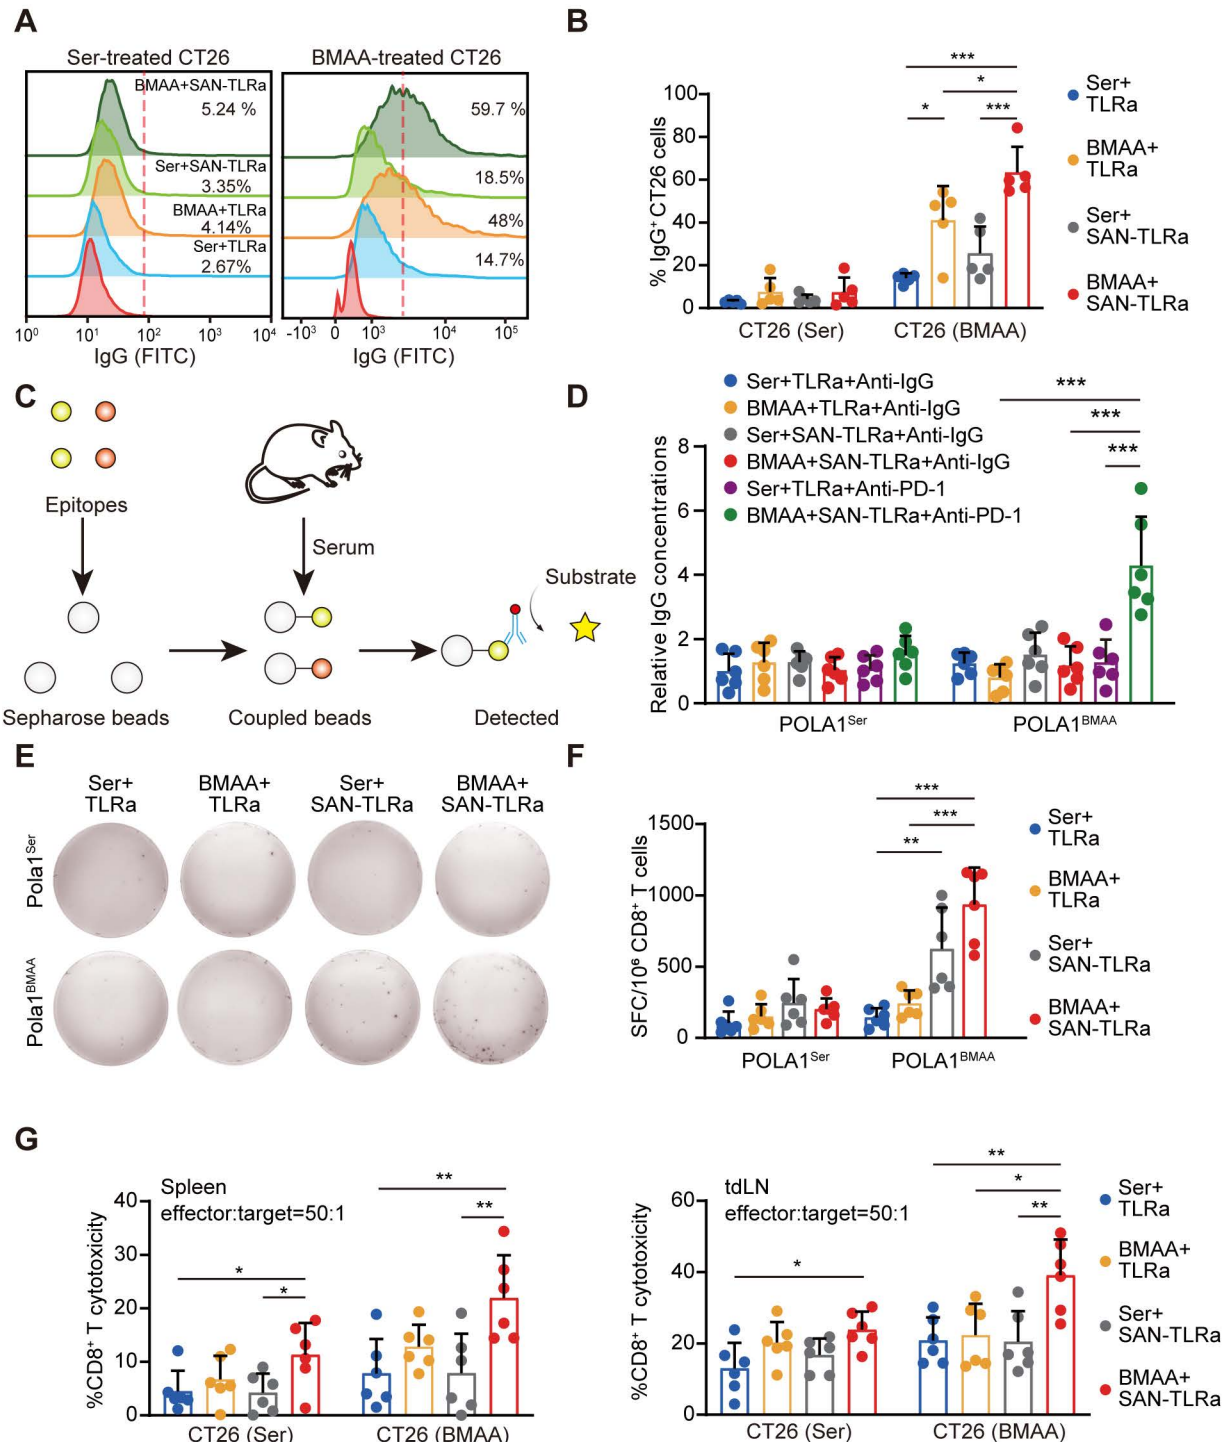 A
Ser-treated CT26
BMAA-treated CT26
BMAA+SAN-TLRa
5.24 %
59.7 %
Ser+SAN-TLRa
3.35%
18.5%
BMAA+TLRa
4.14%
48%
Ser+TLRa
2.67%
14.7%
10⁰ 10¹ 10² 10³ 10⁴
-10³ 0 10³ 10⁴ 10⁵
IgG (FITC)
IgG (FITC)
B
% IgG⁺ CT26 cells
100
80
60
40
20
0
***
*
* ***
CT26 (Ser)
CT26 (BMAA)
Ser+
TLRa
BMAA+
TLRa
Ser+
SAN-TLRa
BMAA+
SAN-TLRa
C
Epitopes
Serum
Substrate
Sepharose beads
Coupled beads
Detected
D
Ser+TLRa+Anti-IgG
BMAA+TLRa+Anti-IgG
Ser+SAN-TLRa+Anti-IgG
BMAA+SAN-TLRa+Anti-IgG
Ser+TLRa+Anti-PD-1
BMAA+SAN-TLRa+Anti-PD-1
***
***
***
Relative IgG concentrations
8
6
4
2
0
POLA1ˢᵉʳ
POLA1ᴮᴹᴬᴬ
E
Ser+
TLRa
BMAA+
TLRa
Ser+
SAN-TLRa
BMAA+
SAN-TLRa
Pola1ˢᵉʳ
Pola1ᴮᴹᴬᴬ
F
SFC/10⁶ CD8⁺ T cells
1500
1000
500
0
***
***
**
POLA1ˢᵉʳ
POLA1ᴮᴹᴬᴬ
Ser+
TLRa
BMAA+
TLRa
Ser+
SAN-TLRa
BMAA+
SAN-TLRa
G
Spleen
effector:target=50:1
%CD8⁺ T cytotoxicity
40
30
20
10
0
**
**
*
*
CT26 (Ser)
CT26 (BMAA)
tdLN
effector:target=50:1
%CD8⁺ T cytotoxicity
60
40
20
0
**
*
**
*
CT26 (Ser)
CT26 (BMAA)
Ser+
TLRa
BMAA+
TLRa
Ser+
SAN-TLRa
BMAA+
SAN-TLRa